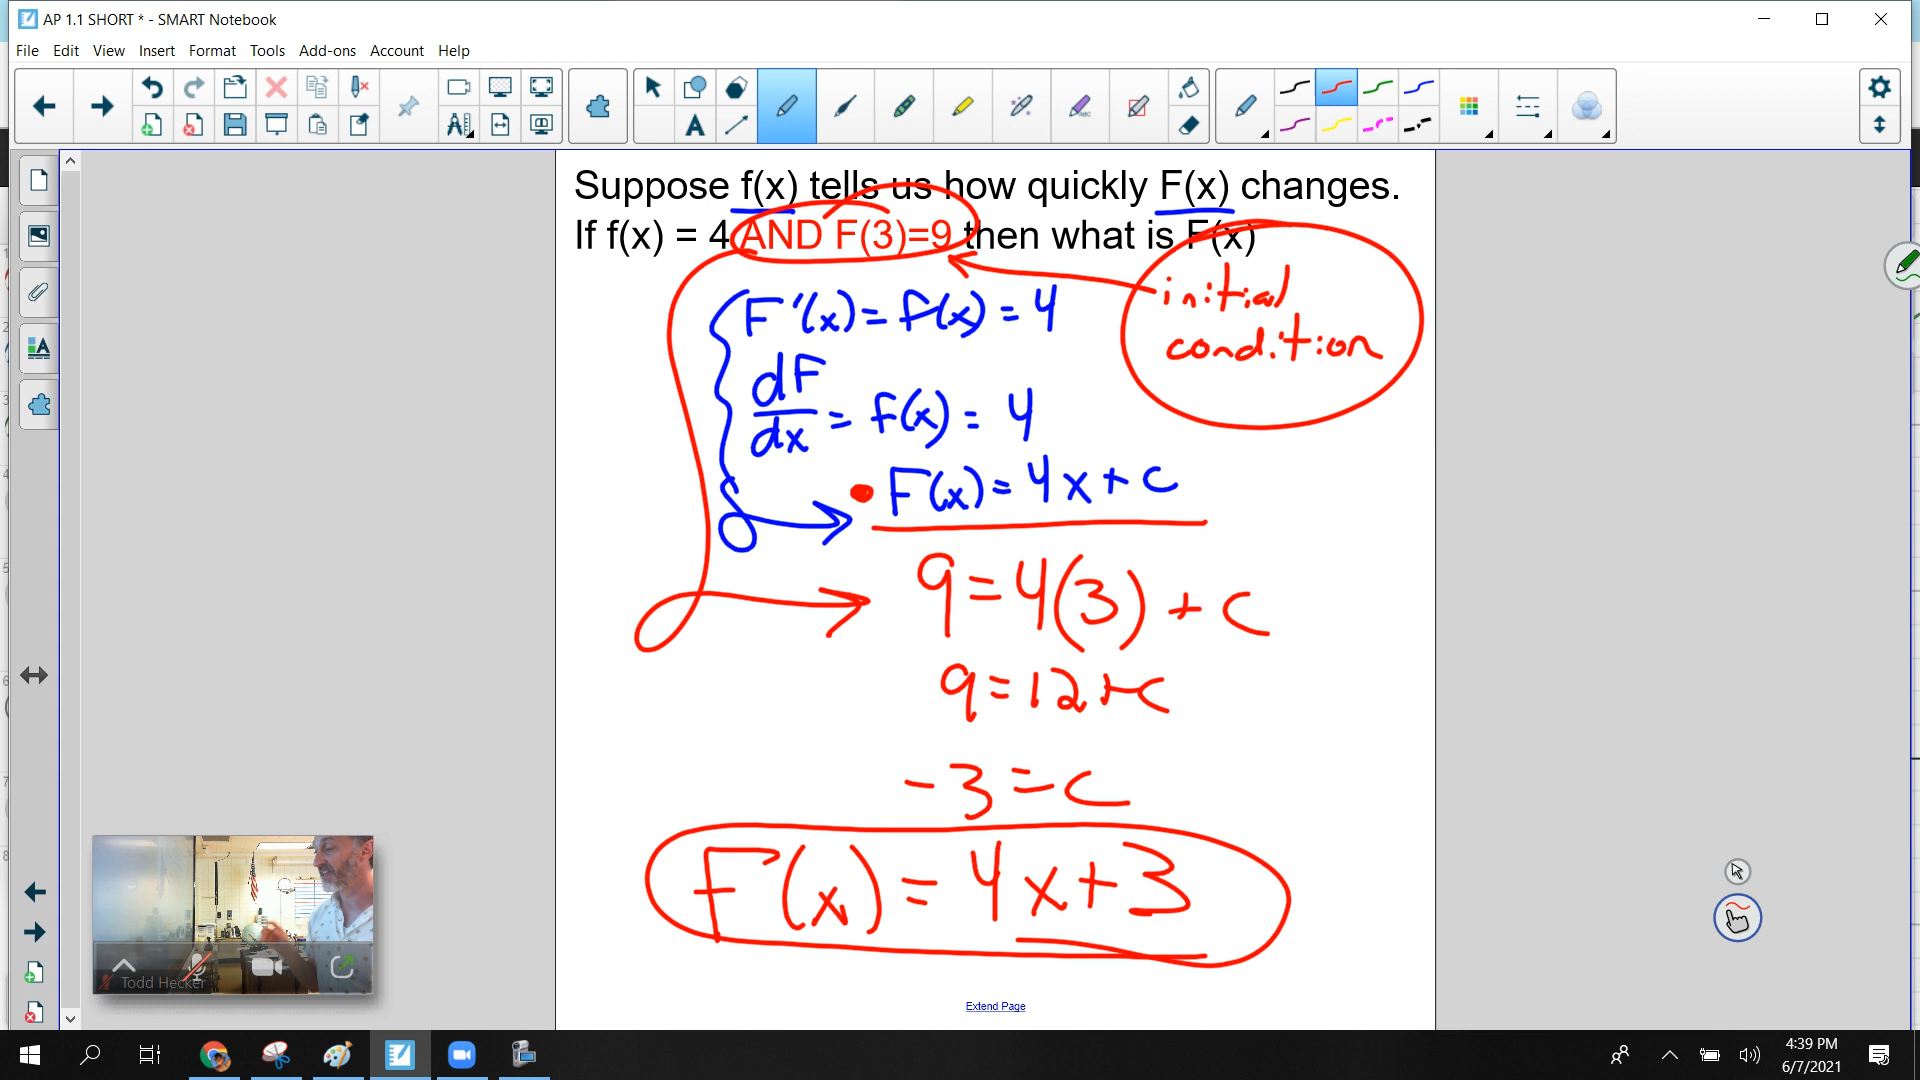 AP 1.1 SHORT * - SMART Notebook
File Edit View Insert Format Tools Add-ons Account Help
Suppose f(x) tells us how quickly F(x) changes.
If f(x) = 4 AND F(3)=9 then what is F(x)
initial
condition
F'(x) = f(x) = 4
dF
dx = f(x) = 4
F(x) = 4x + c
9 = 4(3) + c
9 = 12 + c
-3 = c
F(x) = 4x + 3
Extend Page
Todd Hecker
4:39 PM
6/7/2021